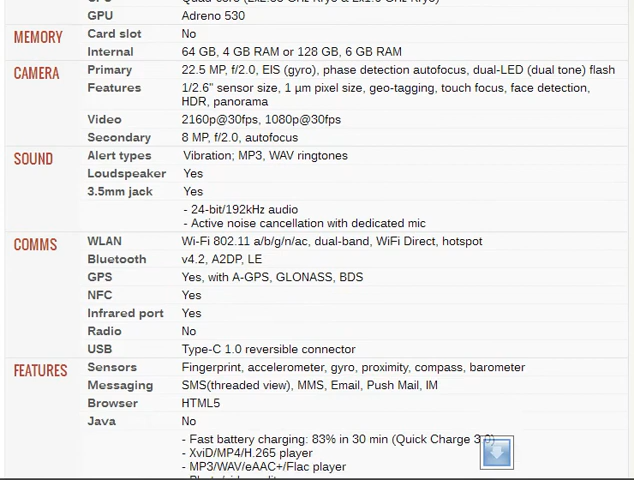 GPU Adreno 530
MEMORY Card slot No
Internal 64 GB, 4 GB RAM or 128 GB, 6 GB RAM
CAMERA Primary 22.5 MP, f/2.0, EIS (gyro), phase detection autofocus, dual-LED (dual tone) flash
Features 1/2.6" sensor size, 1 µm pixel size, geo-tagging, touch focus, face detection,
HDR, panorama
Video 2160p@30fps, 1080p@30fps
Secondary 8 MP, f/2.0, autofocus
SOUND Alert types Vibration; MP3, WAV ringtones
Loudspeaker Yes
3.5mm jack Yes
- 24-bit/192kHz audio
- Active noise cancellation with dedicated mic
COMMS WLAN Wi-Fi 802.11 a/b/g/n/ac, dual-band, WiFi Direct, hotspot
Bluetooth v4.2, A2DP, LE
GPS Yes, with A-GPS, GLONASS, BDS
NFC Yes
Infrared port Yes
Radio No
USB Type-C 1.0 reversible connector
FEATURES Sensors Fingerprint, accelerometer, gyro, proximity, compass, barometer
Messaging SMS(threaded view), MMS, Email, Push Mail, IM
Browser HTML5
Java No
- Fast battery charging: 83% in 30 min (Quick Charge 3.0)
- XviD/MP4/H.265 player
- MP3/WAV/eAAC+/Flac player